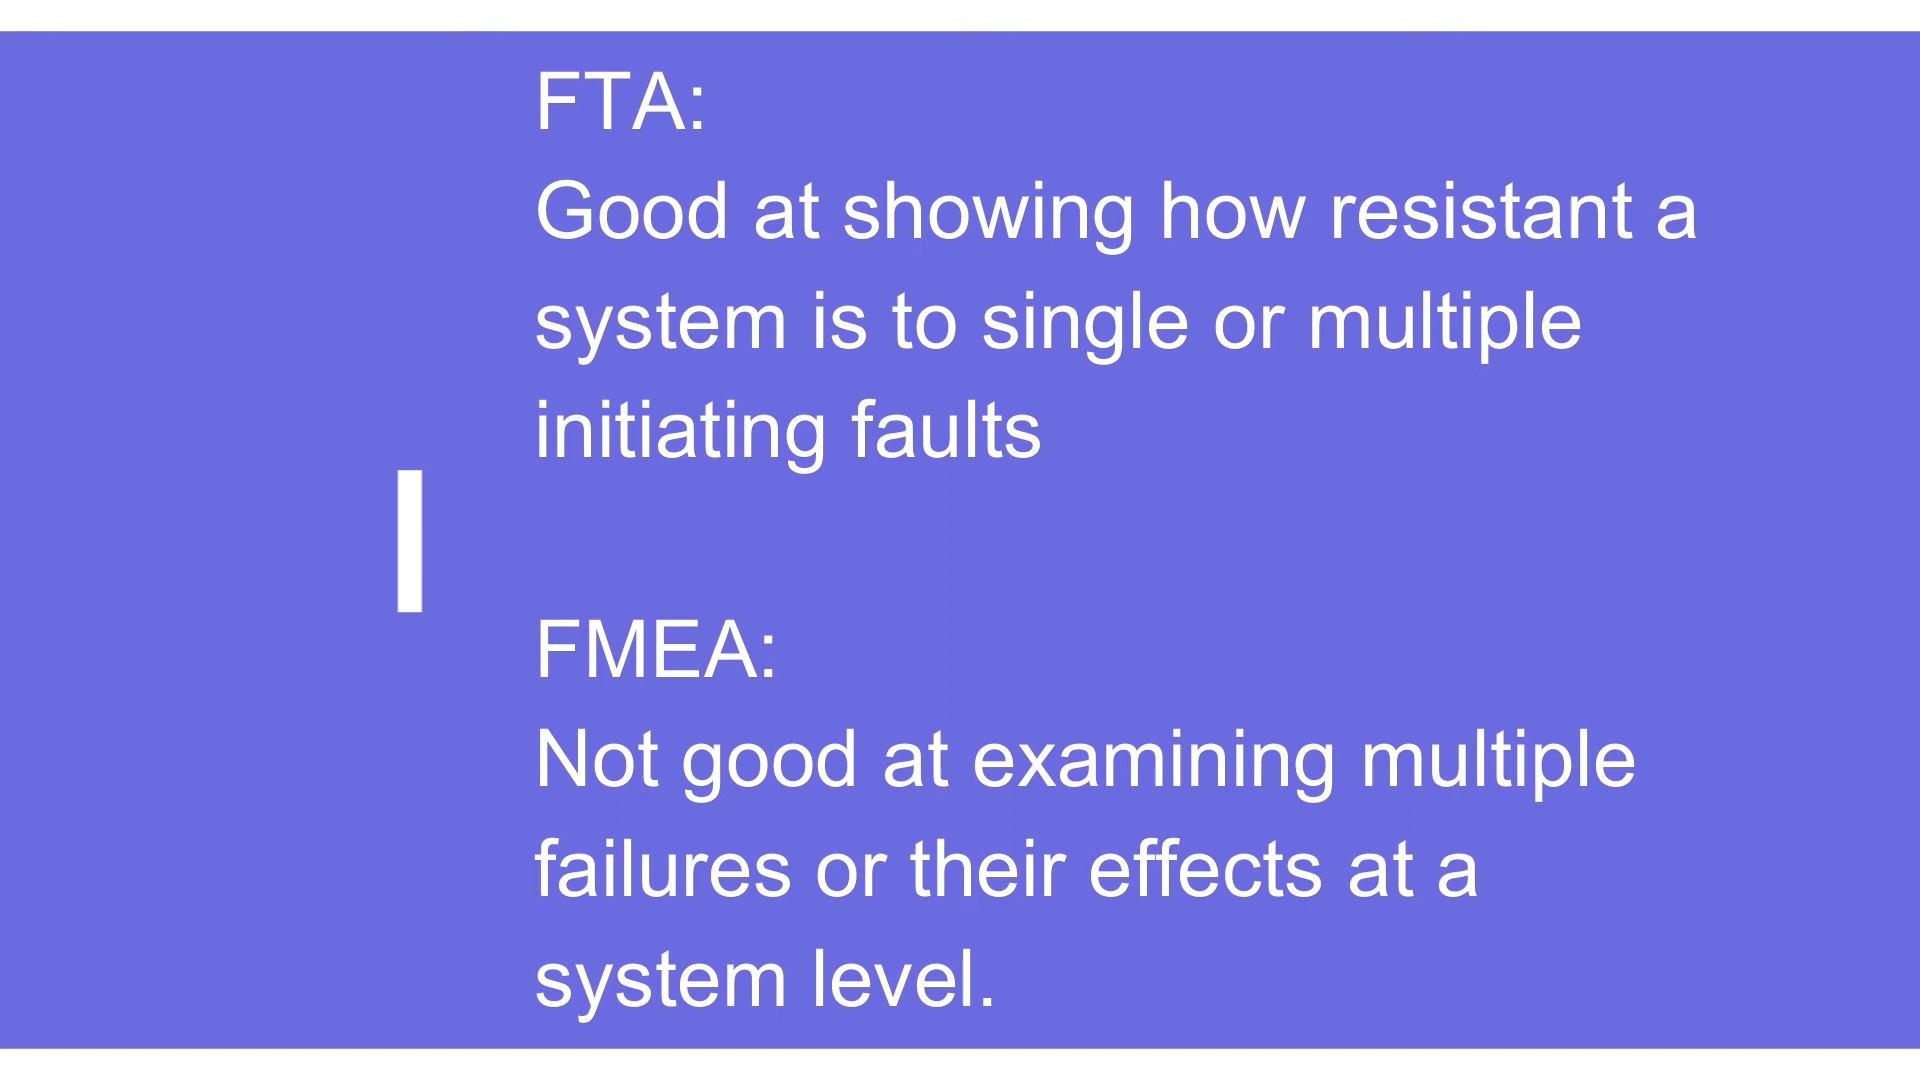 FTA:
Good at showing how resistant a
system is to single or multiple
initiating faults
I
FMEA:
Not good at examining multiple
failures or their effects at a
system level.